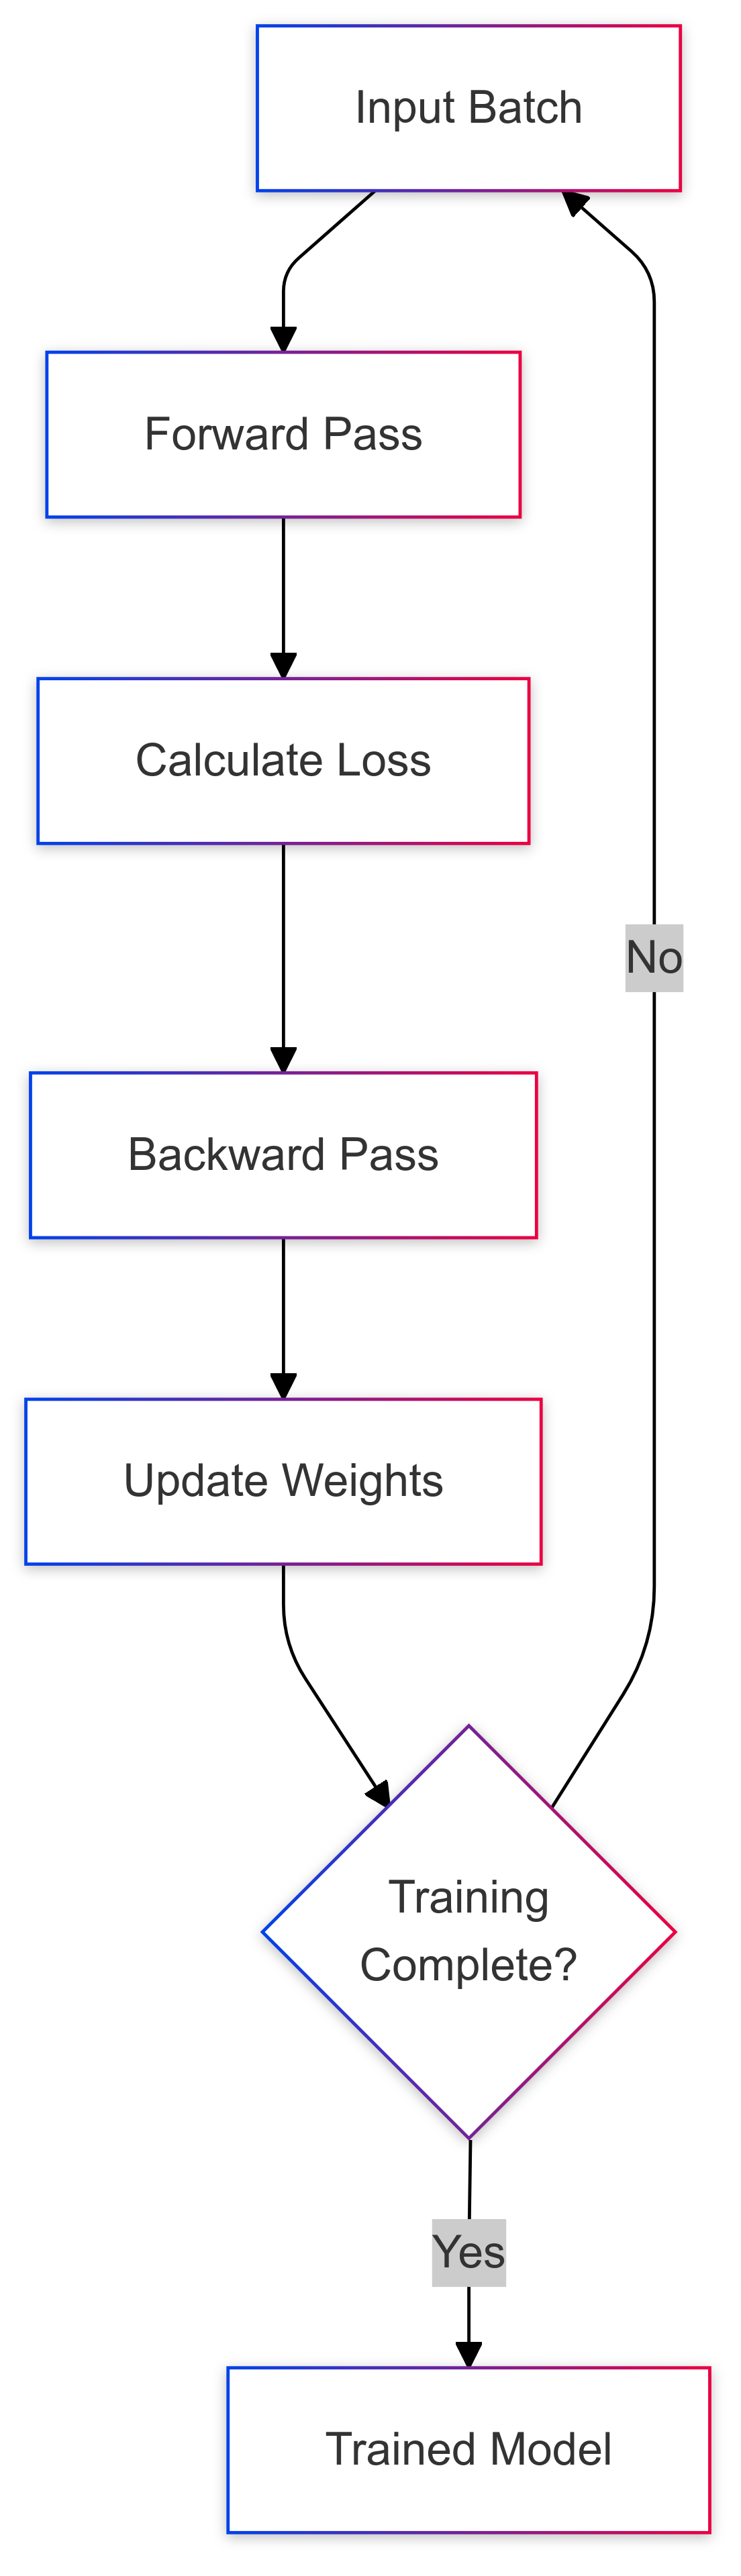 Input Batch
Forward Pass
Calculate Loss
No
Backward Pass
Update Weights
Training
Complete?
Yes
Trained Model